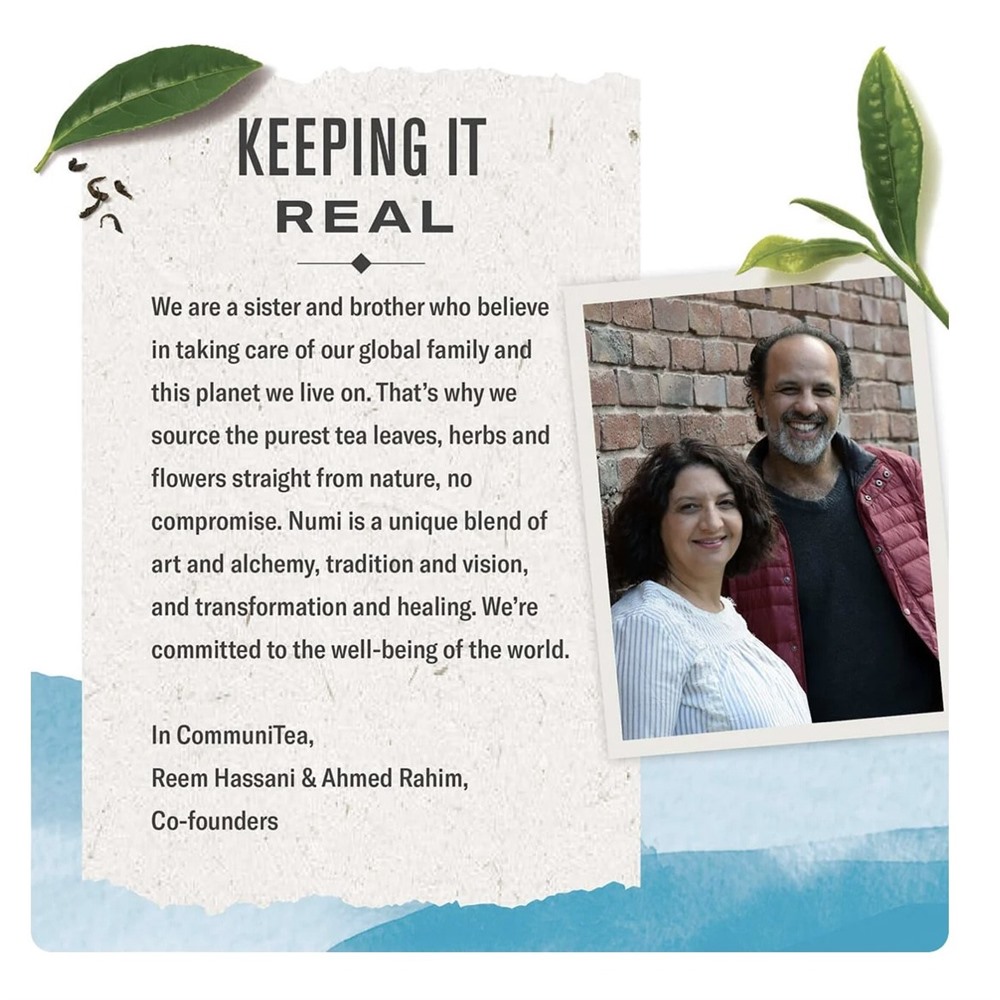 KEEPING IT
REAL
We are a sister and brother who believe
in taking care of our global family and
this planet we live on. That’s why we
source the purest tea leaves, herbs and
flowers straight from nature, no
compromise. Numi is a unique blend of
art and alchemy, tradition and vision,
and transformation and healing. We’re
committed to the well-being of the world.
In CommuniTea,
Reem Hassani & Ahmed Rahim,
Co-founders